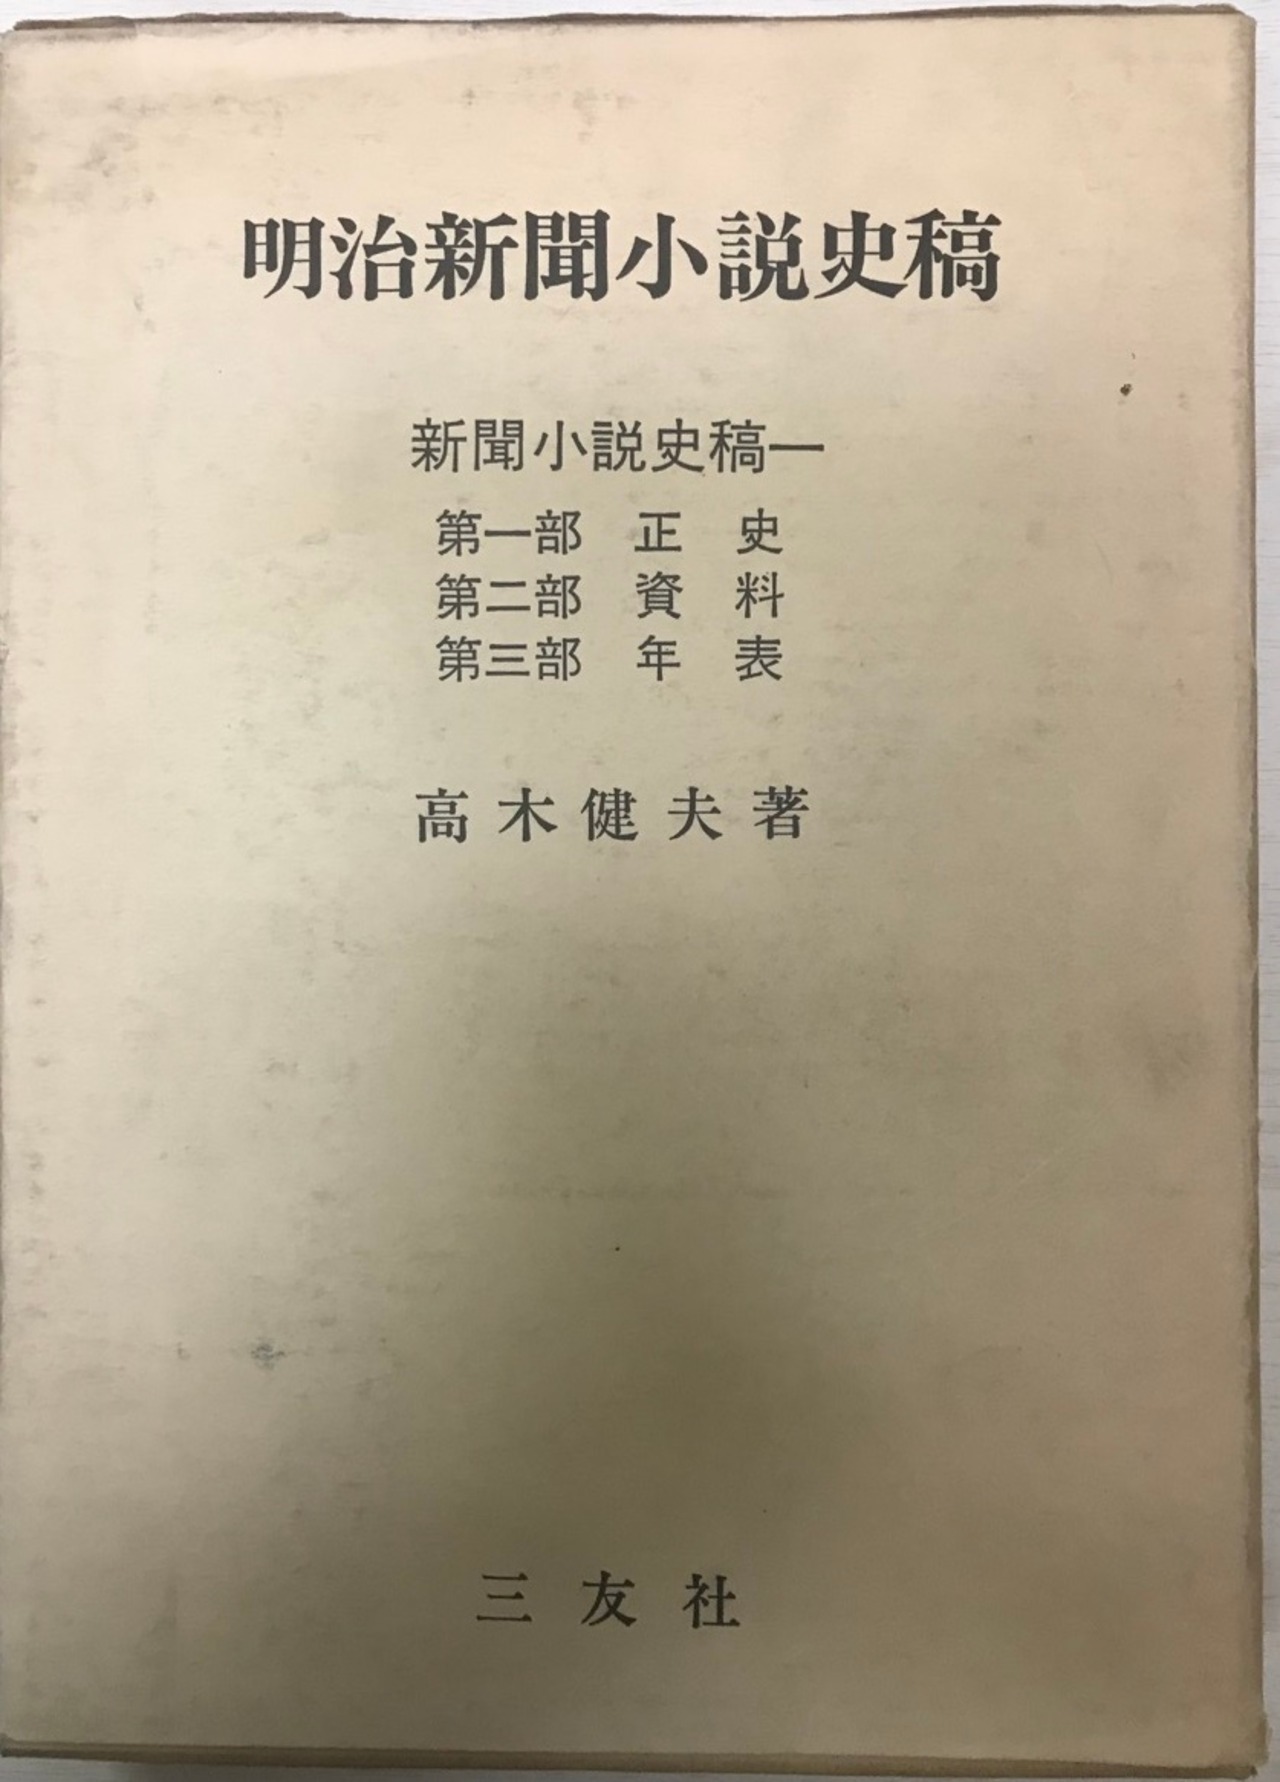 明治新聞小説史稿
新聞小説史稿一
第一部 正 史
第二部 資 料
第三部 年 表
高木健夫著
三友社